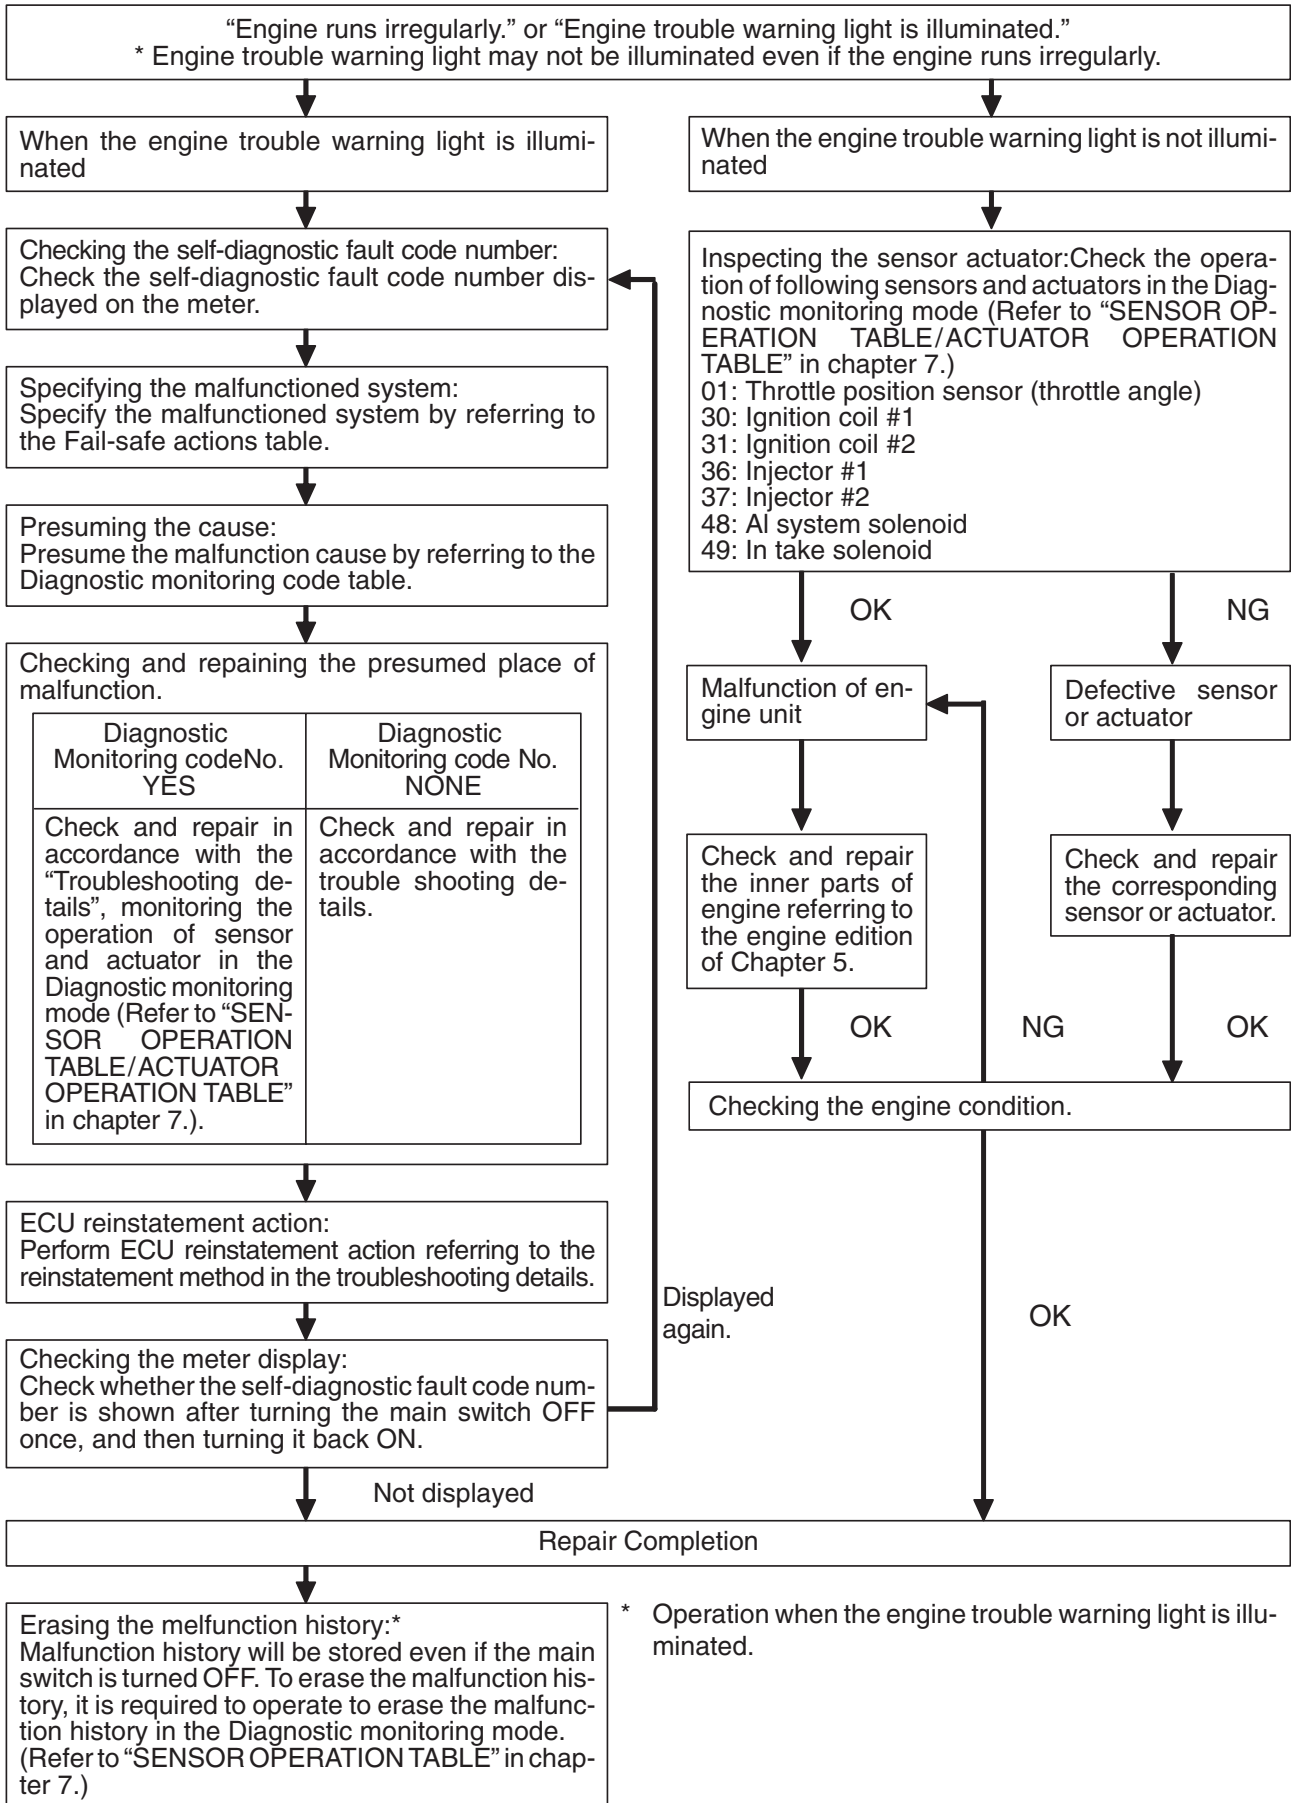 “Engine runs irregularly.” or “Engine trouble warning light is illuminated.”
* Engine trouble warning light may not be illuminated even if the engine runs irregularly.
When the engine trouble warning light is illumi-
nated
Checking the self-diagnostic fault code number:
Check the self-diagnostic fault code number dis-
played on the meter.
Specifying the malfunctioned system:
Specify the malfunctioned system by referring to
the Fail-safe actions table.
Presuming the cause:
Presume the malfunction cause by referring to the
Diagnostic monitoring code table.
Checking and repaining the presumed place of
malfunction.
Diagnostic
Monitoring codeNo.
YES
Diagnostic
Monitoring code No.
NONE
Check and repair in
accordance with the
“Troubleshooting de-
tails”, monitoring the
operation of sensor
and actuator in the
Diagnostic monitoring
mode (Refer to “SEN-
SOR OPERATION
TABLE/ACTUATOR
OPERATION TABLE”
in chapter 7.).
Check and repair in
accordance with the
trouble shooting de-
tails.
ECU reinstatement action:
Perform ECU reinstatement action referring to the
reinstatement method in the troubleshooting details.
Checking the meter display:
Check whether the self-diagnostic fault code num-
ber is shown after turning the main switch OFF
once, and then turning it back ON.
Displayed
again.
Not displayed
When the engine trouble warning light is not illumi-
nated
Inspecting the sensor actuator:Check the opera-
tion of following sensors and actuators in the Diag-
nostic monitoring mode (Refer to “SENSOR OP-
ERATION TABLE/ACTUATOR OPERATION
TABLE” in chapter 7.)
01: Throttle position sensor (throttle angle)
30: Ignition coil #1
31: Ignition coil #2
36: Injector #1
37: Injector #2
48: AI system solenoid
49: In take solenoid
OK
NG
Malfunction of en-
gine unit
Defective sensor
or actuator
Check and repair
the inner parts of
engine referring to
the engine edition
of Chapter 5.
Check and repair
the corresponding
sensor or actuator.
OK
NG
OK
Checking the engine condition.
OK
Repair Completion
Erasing the melfunction history:*
Malfunction history will be stored even if the main
switch is turned OFF. To erase the malfunction his-
tory, it is required to operate to erase the malfunc-
tion history in the Diagnostic monitoring mode.
(Refer to “SENSOR OPERATION TABLE” in chap-
ter 7.)
* Operation when the engine trouble warning light is illu-
minated.